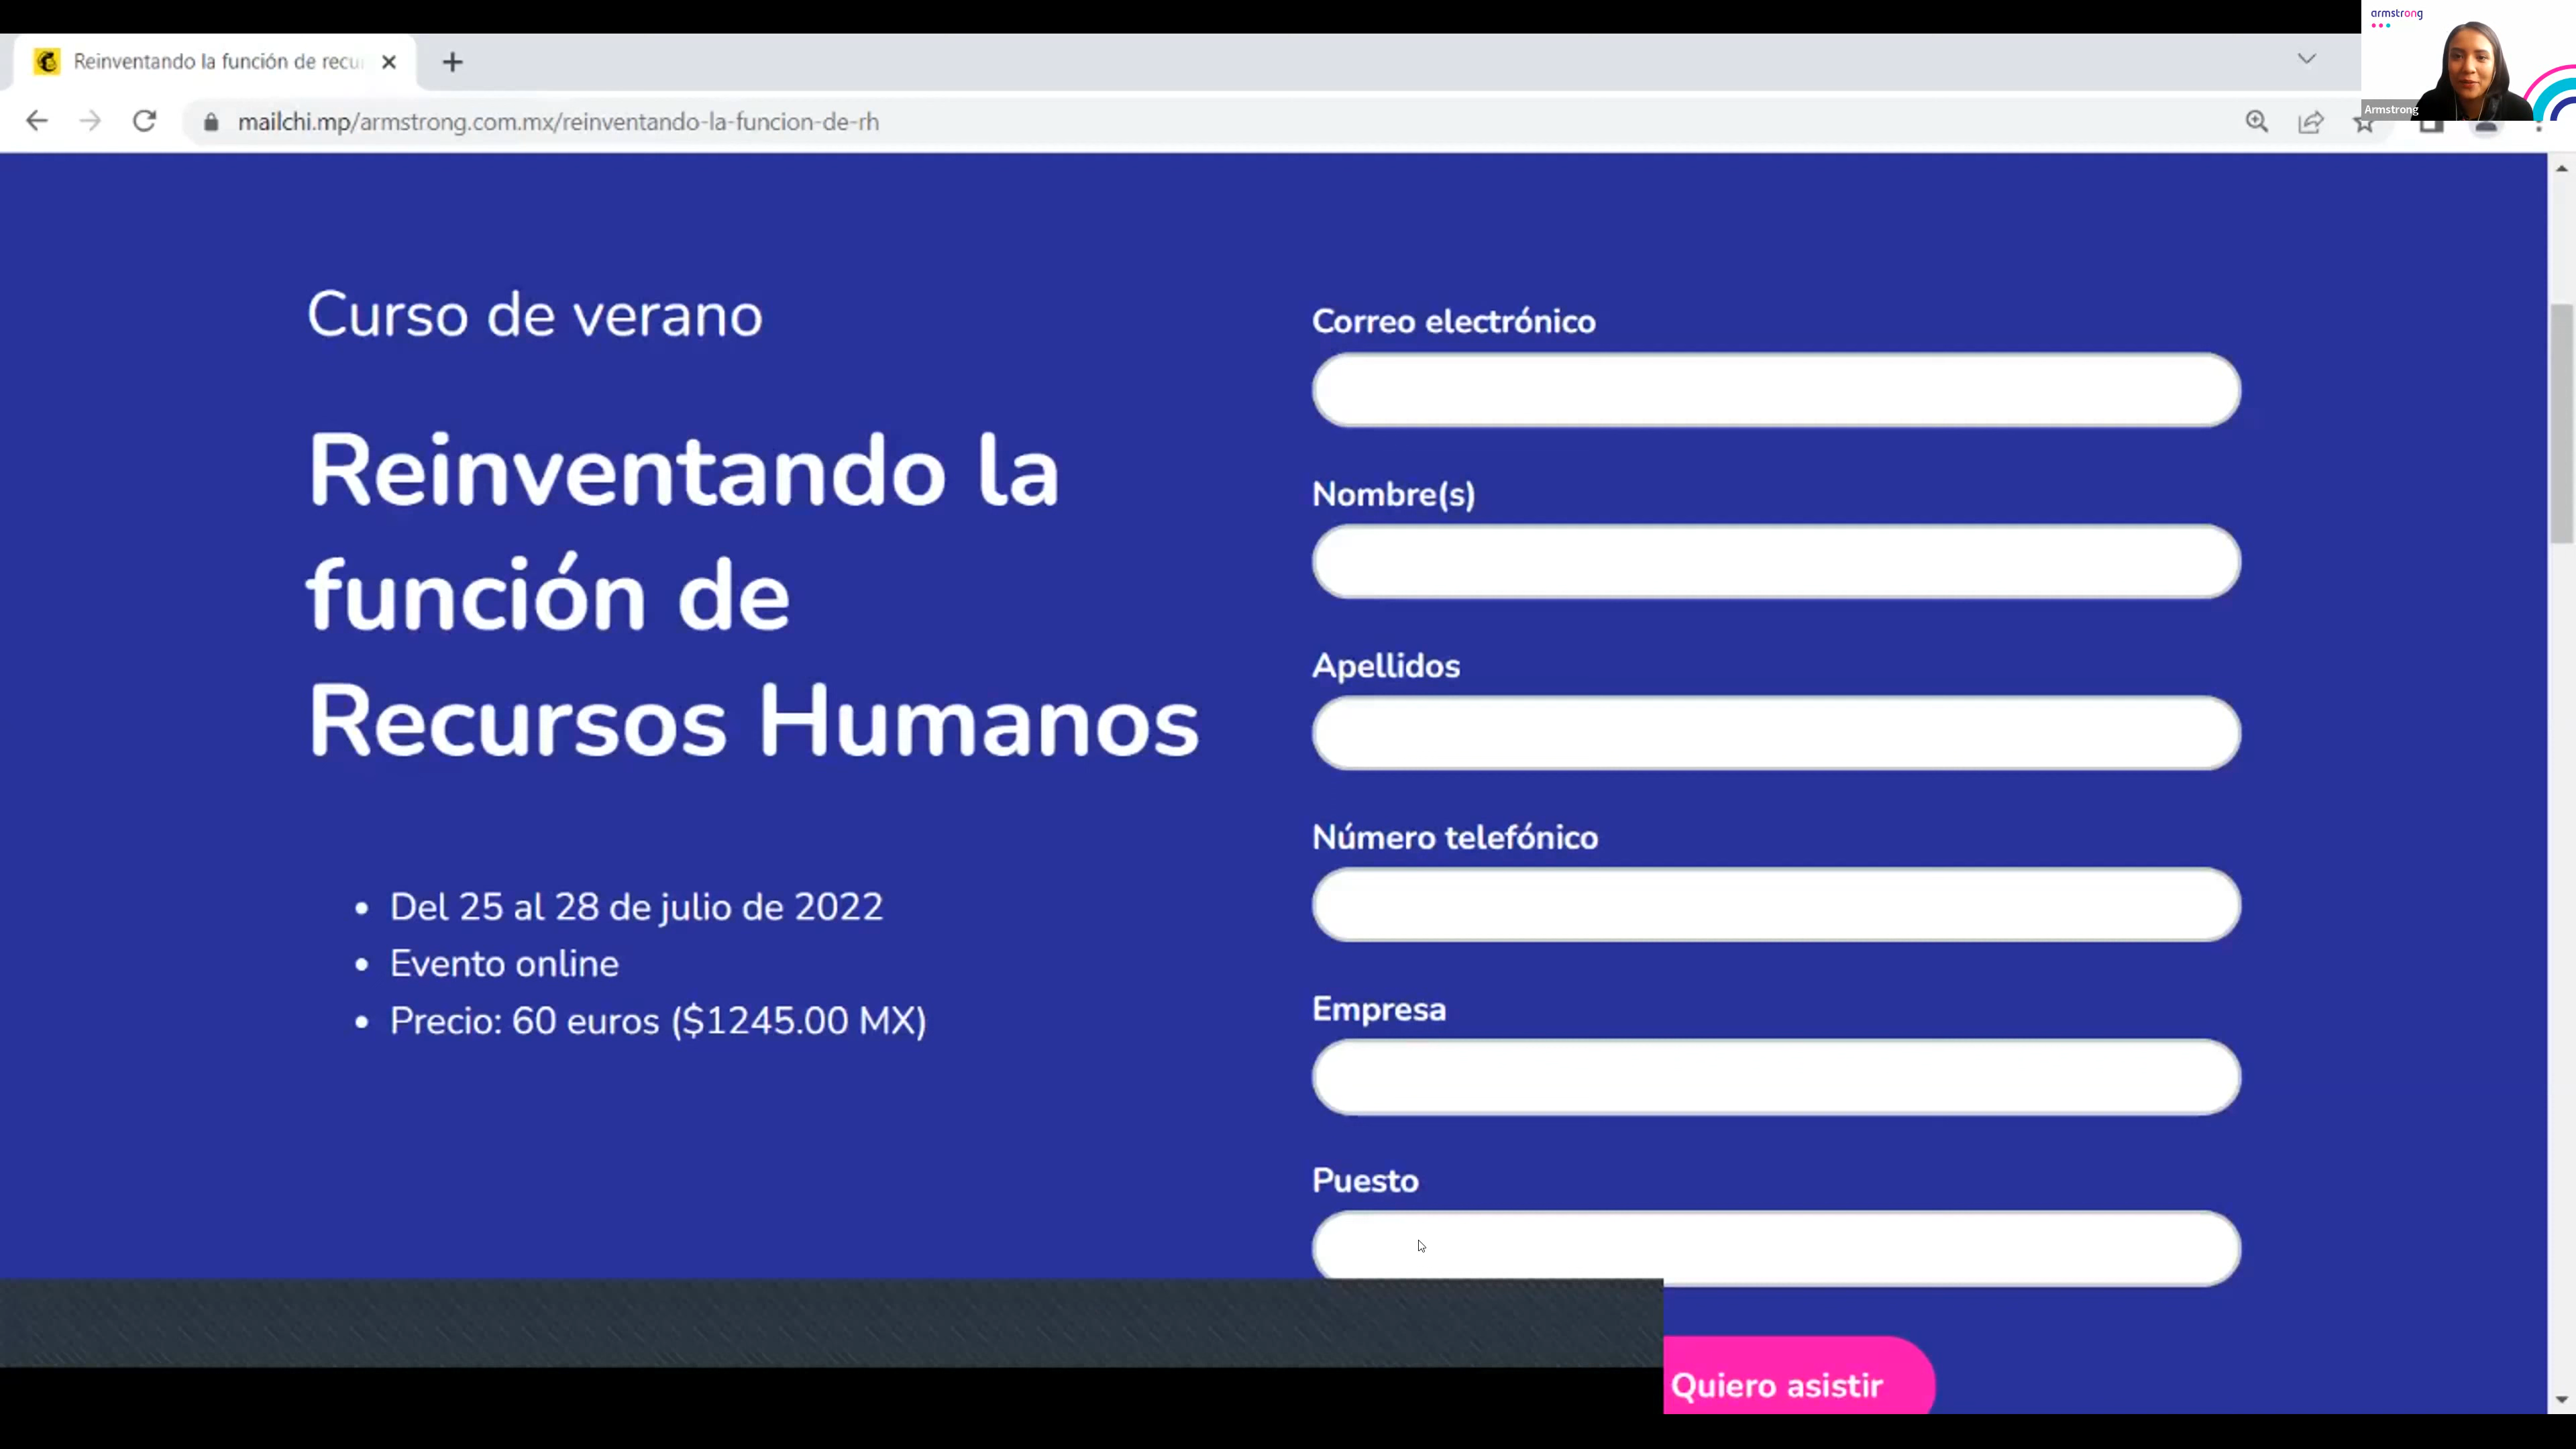 armstrong
Armstrong
Reinventando la función de recu
mailchi.mp/armstrong.com.mx/reinventando-la-funcion-de-rh
Curso de verano
Reinventando la
función de
Recursos Humanos
• Del 25 al 28 de julio de 2022
• Evento online
• Precio: 60 euros ($1245.00 MX)
Correo electrónico
Nombre(s)
Apellidos
Número telefónico
Empresa
Puesto
Quiero asistir